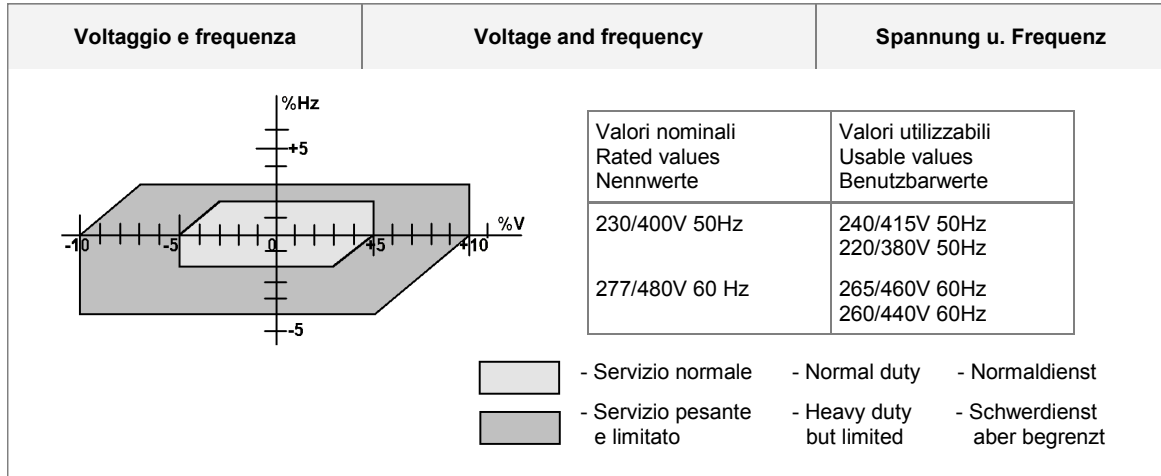 Voltaggio e frequenza Voltage and frequency Spannung u. Frequenz
%Hz
+5
%V
-10 -5 0 +5 +10
-5
Valori nominali
Rated values
Nennwerte
Valori utilizzabili
Usable values
Benutzbarwerte
230/400V 50Hz
240/415V 50Hz
220/380V 50Hz
277/480V 60 Hz
265/460V 60Hz
260/440V 60Hz
- Servizio normale - Normal duty - Normaldienst
- Servizio pesante - Heavy duty - Schwerdienst
e limitato but limited aber begrenzt